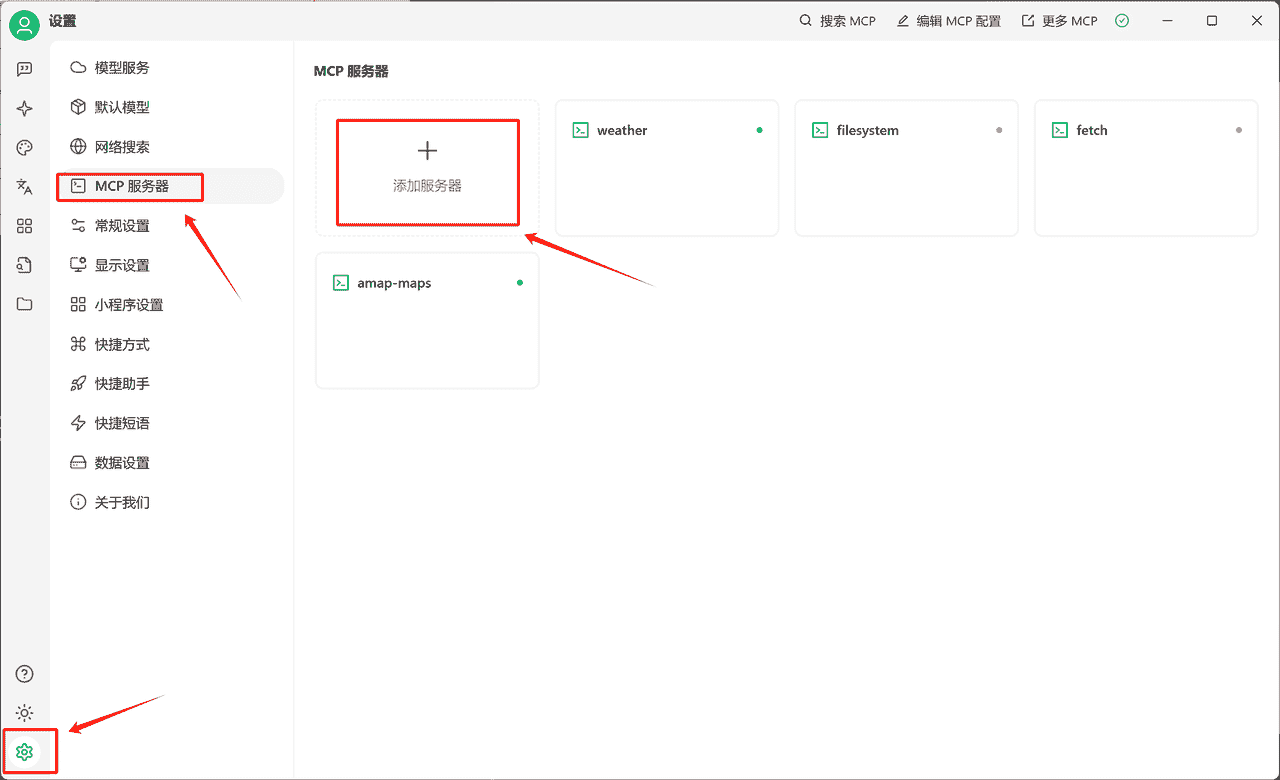 设置
搜索 MCP
编辑 MCP 配置
更多 MCP
模型服务
默认模型
网络搜索
MCP 服务器
常规设置
显示设置
小程序设置
快捷方式
快捷助手
快捷短语
数据设置
关于我们
MCP 服务器
添加服务器
weather
filesystem
fetch
amap-maps